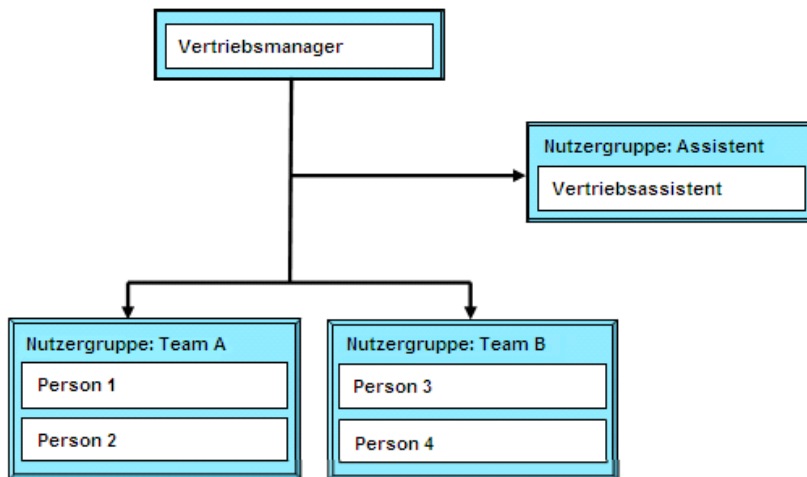 Vertriebsmanager
Nutzergruppe: Assistent
Vertriebsassistent
Nutzergruppe: Team A
Person 1
Person 2
Nutzergruppe: Team B
Person 3
Person 4